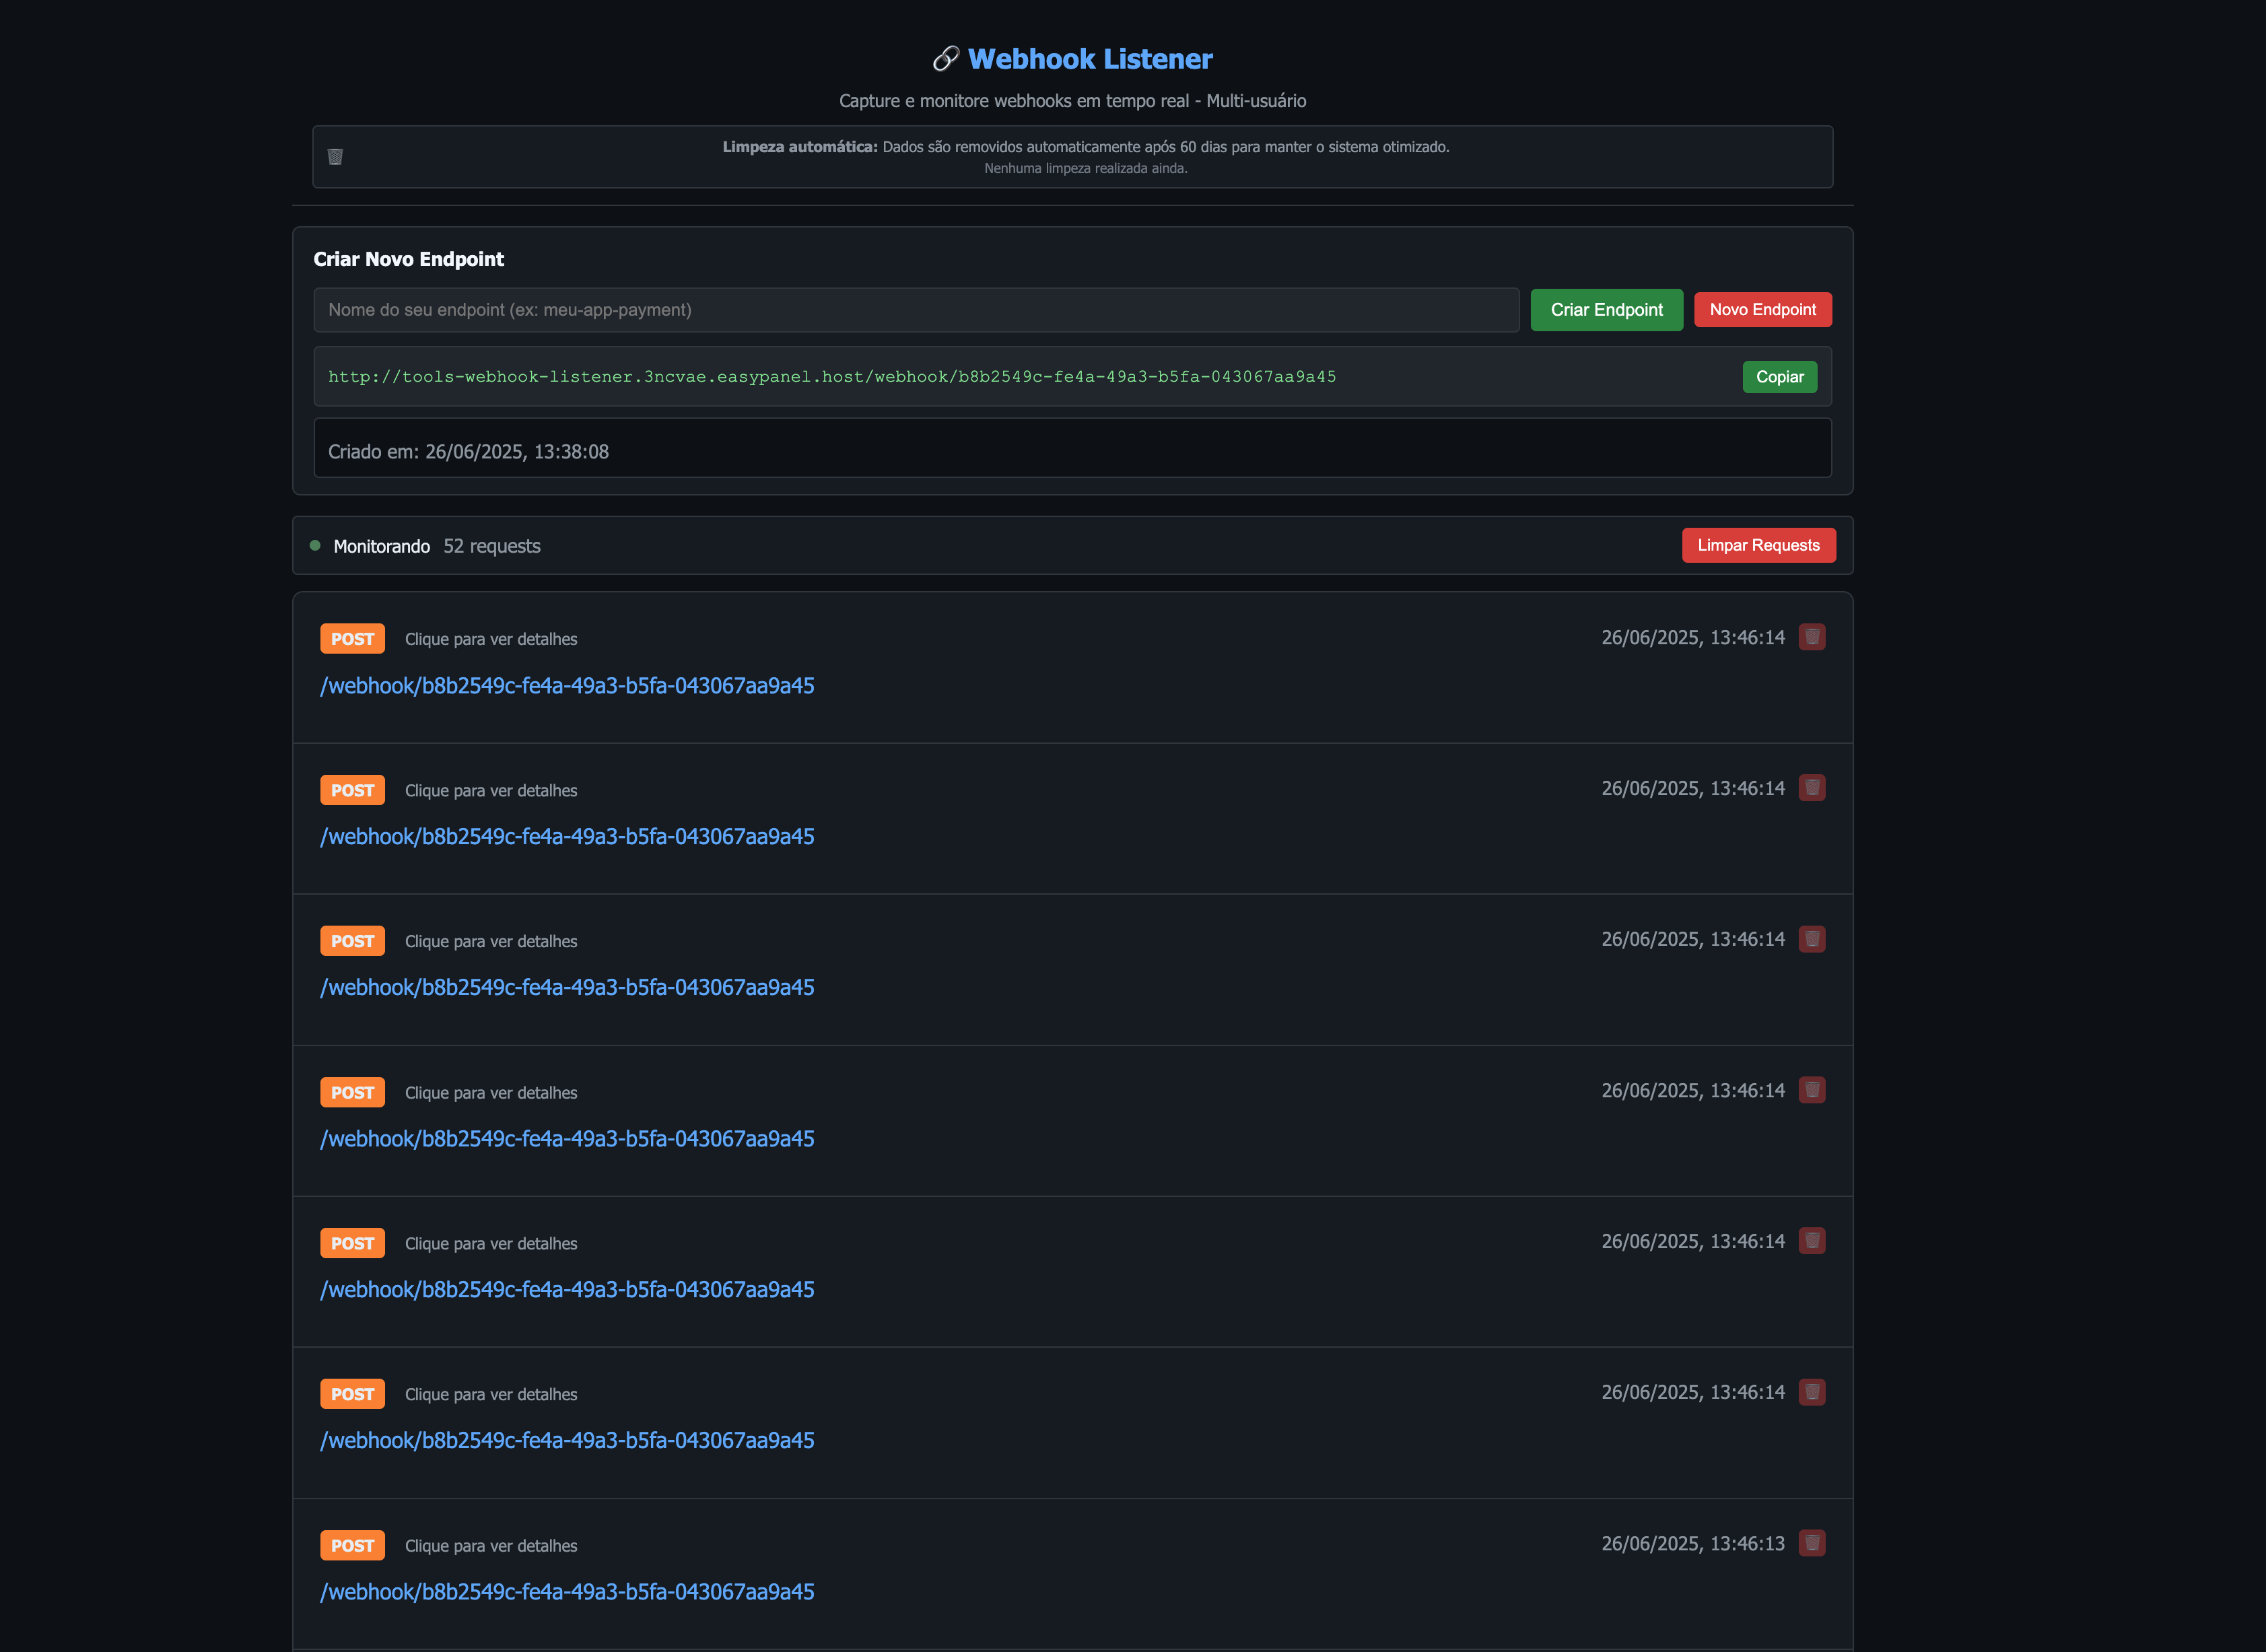 Webhook Listener
Capture e monitore webhooks em tempo real - Multi-usuário
Limpeza automática: Dados são removidos automaticamente após 60 dias para manter o sistema otimizado.
Nenhuma limpeza realizada ainda.
Criar Novo Endpoint
Nome do seu endpoint (ex: meu-app-payment) Criar Endpoint Novo Endpoint
http://tools-webhook-listener.3ncvae.easypanel.host/webhook/b8b2549c-fe4a-49a3-b5fa-043067aa9a45 Copiar
Criado em: 26/06/2025, 13:38:08
Monitorando 52 requests Limpar Requests
POST Clique para ver detalhes 26/06/2025, 13:46:14
/webhook/b8b2549c-fe4a-49a3-b5fa-043067aa9a45
POST Clique para ver detalhes 26/06/2025, 13:46:14
/webhook/b8b2549c-fe4a-49a3-b5fa-043067aa9a45
POST Clique para ver detalhes 26/06/2025, 13:46:14
/webhook/b8b2549c-fe4a-49a3-b5fa-043067aa9a45
POST Clique para ver detalhes 26/06/2025, 13:46:14
/webhook/b8b2549c-fe4a-49a3-b5fa-043067aa9a45
POST Clique para ver detalhes 26/06/2025, 13:46:14
/webhook/b8b2549c-fe4a-49a3-b5fa-043067aa9a45
POST Clique para ver detalhes 26/06/2025, 13:46:14
/webhook/b8b2549c-fe4a-49a3-b5fa-043067aa9a45
POST Clique para ver detalhes 26/06/2025, 13:46:13
/webhook/b8b2549c-fe4a-49a3-b5fa-043067aa9a45